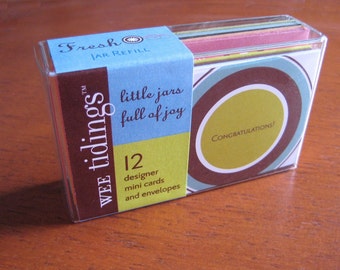 Fresh
JAR REFILL
WEE tidings™
little jars
full of joy
12
designer
mini cards
and envelopes
CONGRATULATIONS!